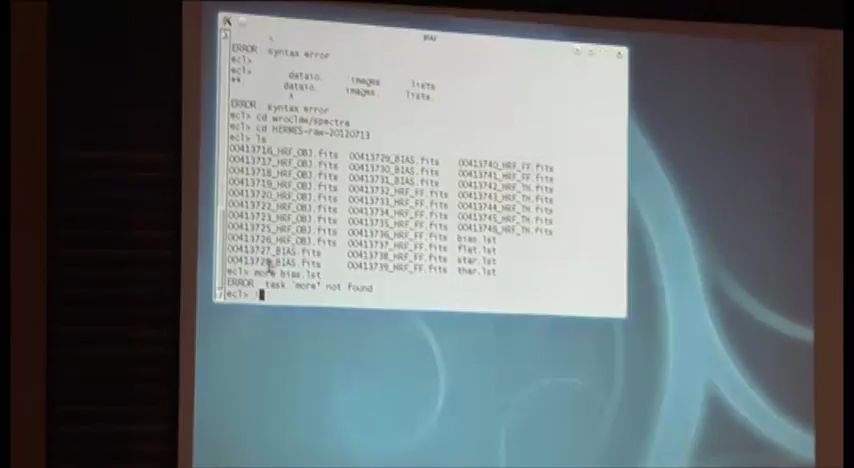 IRAF
ERROR: syntax error
ecl>
ecl>
dataio. images lists
dataio. images. lists.
ERROR: syntax error
ecl> cd wroclaw/spectra
ecl> cd HERMES-raw-20120713
ecl> ls
00413716_HRF_OBJ.fits 00413729_BIAS.fits 00413740_HRF_FF.fits
00413717_HRF_OBJ.fits 00413730_BIAS.fits 00413741_HRF_FF.fits
00413718_HRF_OBJ.fits 00413731_BIAS.fits 00413742_HRF_TH.fits
00413719_HRF_OBJ.fits 00413732_HRF_FF.fits 00413743_HRF_TH.fits
00413720_HRF_OBJ.fits 00413733_HRF_FF.fits 00413744_HRF_TH.fits
00413722_HRF_OBJ.fits 00413734_HRF_FF.fits 00413745_HRF_TH.fits
00413723_HRF_OBJ.fits 00413735_HRF_FF.fits 00413746_HRF_TH.fits
00413725_HRF_OBJ.fits 00413736_HRF_FF.fits bias.lst
00413726_HRF_OBJ.fits 00413737_HRF_FF.fits flat.lst
00413727_BIAS.fits 00413738_HRF_FF.fits star.lst
00413728_BIAS.fits 00413739_HRF_FF.fits thar.lst
ecl> more bias.lst
ERROR: task 'more' not found
ecl> !